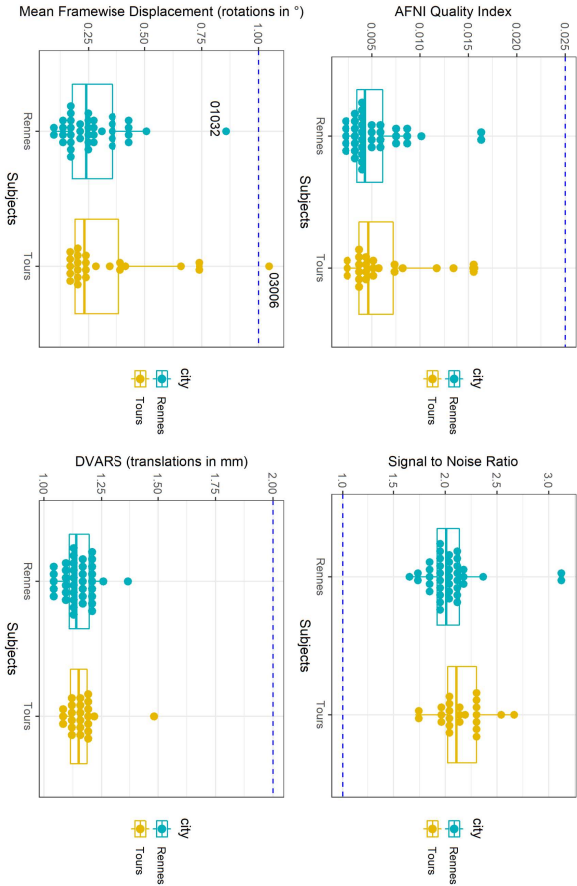 AFNI Quality Index
0.025
0.020
0.015
0.010
0.005
Rennes
Tours
Subjects
city
Rennes
Tours
Signal to Noise Ratio
3.0
2.5
2.0
1.5
1.0
Rennes
Tours
Subjects
city
Rennes
Tours
Mean Framewise Displacement (rotations in °)
1.00
0.75
0.50
0.25
01032
03006
Rennes
Tours
Subjects
city
Rennes
Tours
DVARS (translations in mm)
2.00
1.75
1.50
1.25
1.00
Rennes
Tours
Subjects
city
Rennes
Tours